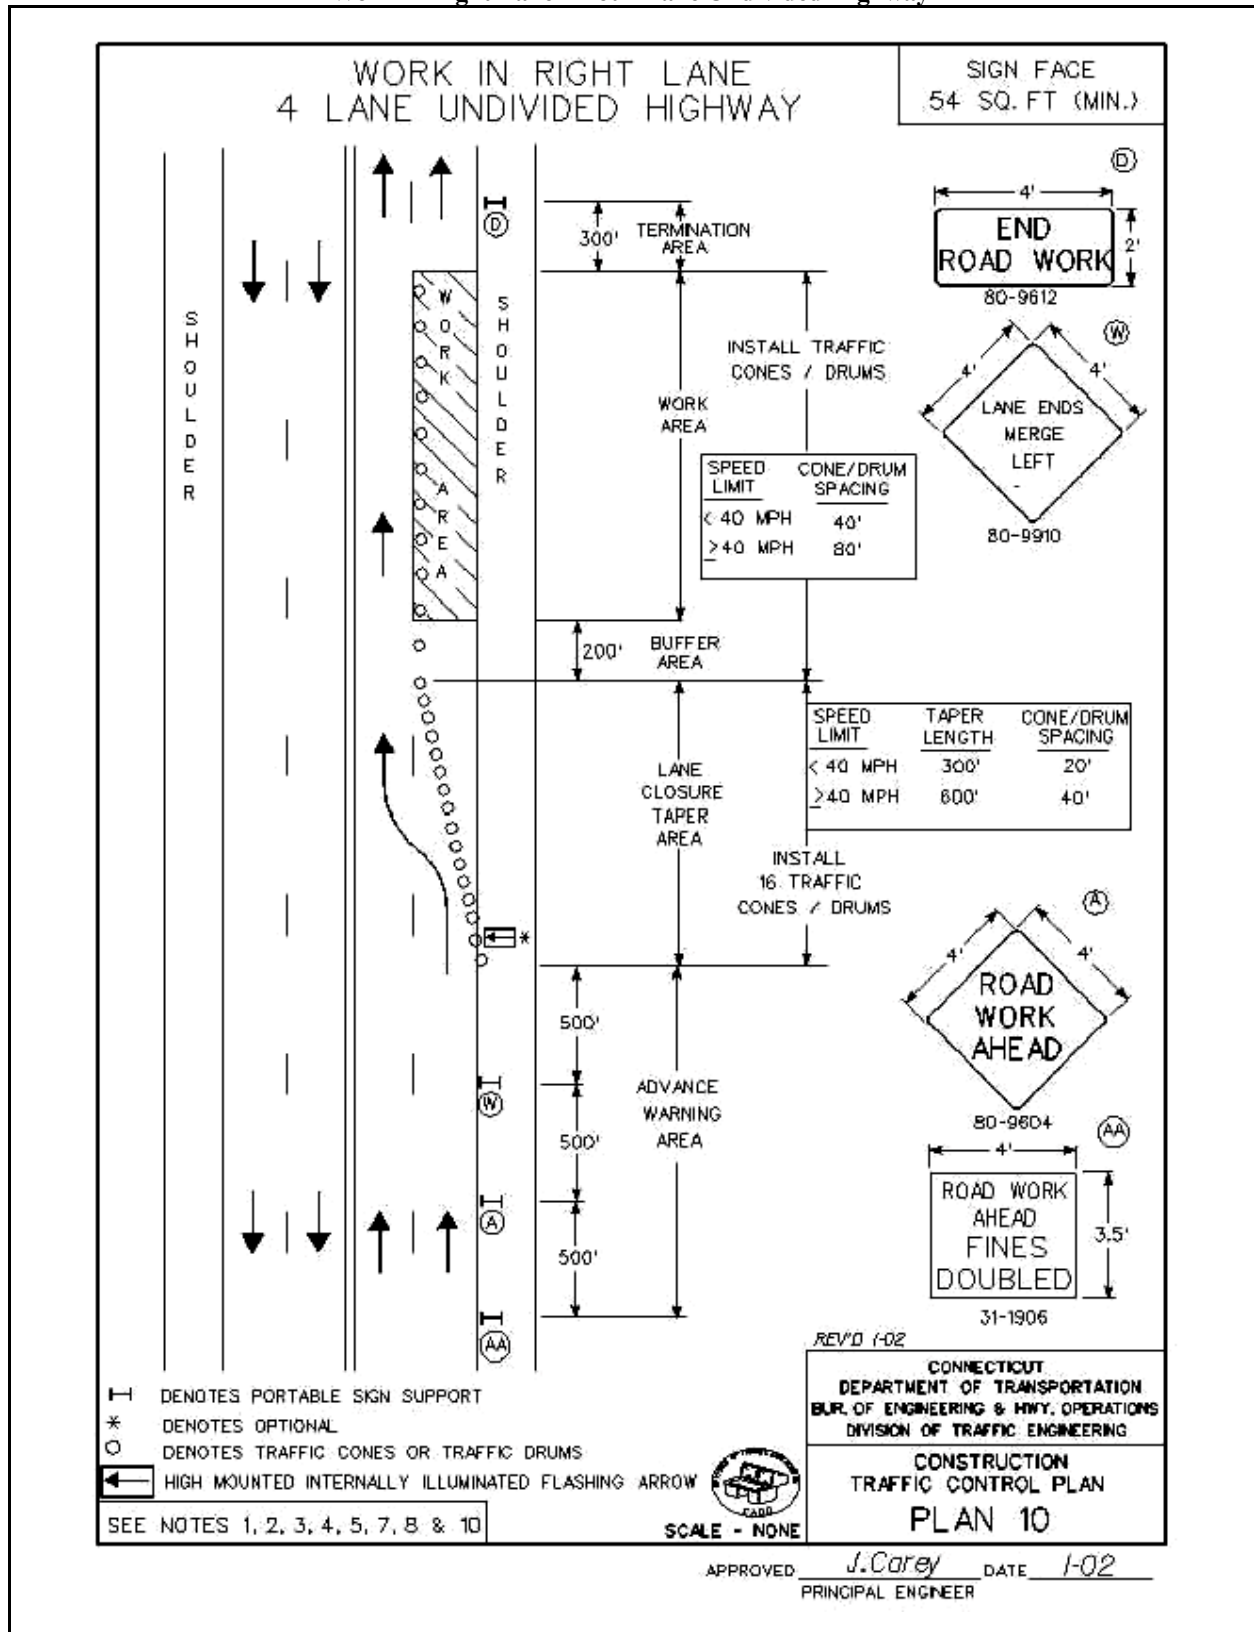 WORK IN RIGHT LANE
4 LANE UNDIVIDED HIGHWAY
SIGN FACE
54 SQ. FT (MIN.)
D
4'
END
ROAD WORK
2'
80-9612
W
4'
4'
LANE ENDS
MERGE
LEFT
80-9910
D
300'
TERMINATION
AREA
SHOULDER
WORK AREA
SHOULDER
INSTALL TRAFFIC
CONES / DRUMS
WORK
AREA
SPEED LIMIT CONE/DRUM SPACING
< 40 MPH 40'
≥40 MPH 80'
200'
BUFFER
AREA
SPEED LIMIT TAPER LENGTH CONE/DRUM SPACING
< 40 MPH 300' 20'
≥40 MPH 600' 40'
LANE
CLOSURE
TAPER
AREA
INSTALL
16 TRAFFIC
CONES / DRUMS
*
A
4'
4'
ROAD
WORK
AHEAD
80-9604
500'
W
500'
ADVANCE
WARNING
AREA
A
500'
AA
AA
4'
ROAD WORK
AHEAD
FINES
DOUBLED
3.5'
31-1906
REV'D 1-02
DENOTES PORTABLE SIGN SUPPORT
* DENOTES OPTIONAL
DENOTES TRAFFIC CONES OR TRAFFIC DRUMS
HIGH MOUNTED INTERNALLY ILLUMINATED FLASHING ARROW
SEE NOTES 1, 2, 3, 4, 5, 7, 8 & 10
SCALE - NONE
CONNECTICUT
DEPARTMENT OF TRANSPORTATION
BUR. OF ENGINEERING & HWY. OPERATIONS
DIVISION OF TRAFFIC ENGINEERING
CONSTRUCTION
TRAFFIC CONTROL PLAN
PLAN 10
APPROVED J. Carey DATE 1-02
PRINCIPAL ENGINEER